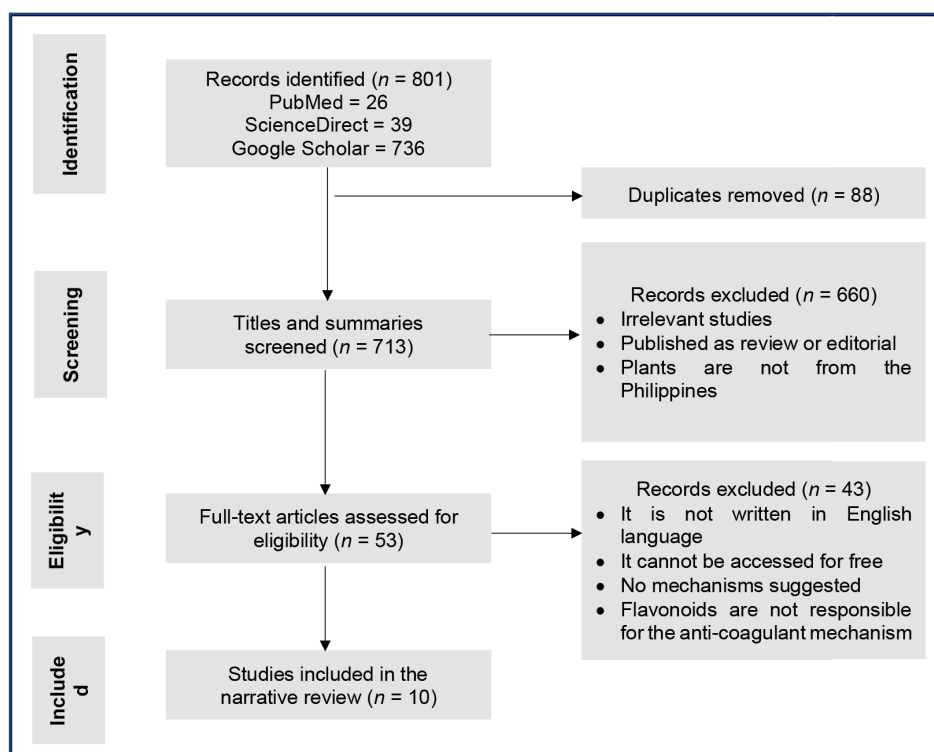 Identification
Records identified (n = 801)
PubMed = 26
ScienceDirect = 39
Google Scholar = 736
Duplicates removed (n = 88)
Screening
Titles and summaries
screened (n = 713)
Records excluded (n = 660)
• Irrelevant studies
• Published as review or editorial
• Plants are not from the
Philippines
Eligibilit
y
Full-text articles assessed for
eligibility (n = 53)
Records excluded (n = 43)
• It is not written in English
language
• It cannot be accessed for free
• No mechanisms suggested
• Flavonoids are not responsible
for the anti-coagulant mechanism
Include
d
Studies included in the
narrative review (n = 10)